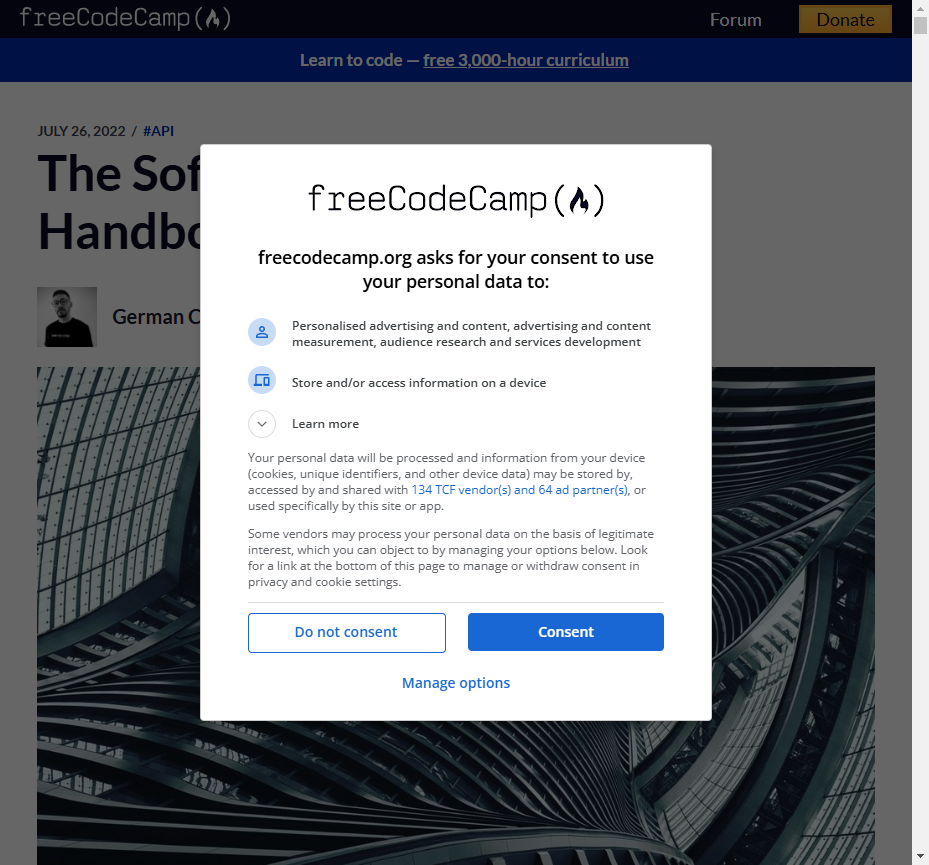 freeCodeCamp
Forum
Donate
Learn to code — free 3,000-hour curriculum
JULY 26, 2022 / #API
The Sof
Handbo
German C
freeCodeCamp
freecodecamp.org asks for your consent to use
your personal data to:
Personalised advertising and content, advertising and content
measurement, audience research and services development
Store and/or access information on a device
Learn more
Your personal data will be processed and information from your device
(cookies, unique identifiers, and other device data) may be stored by,
accessed by and shared with 134 TCF vendor(s) and 64 ad partner(s), or
used specifically by this site or app.
Some vendors may process your personal data on the basis of legitimate
interest, which you can object to by managing your options below. Look
for a link at the bottom of this page to manage or withdraw consent in
privacy and cookie settings.
Do not consent
Consent
Manage options